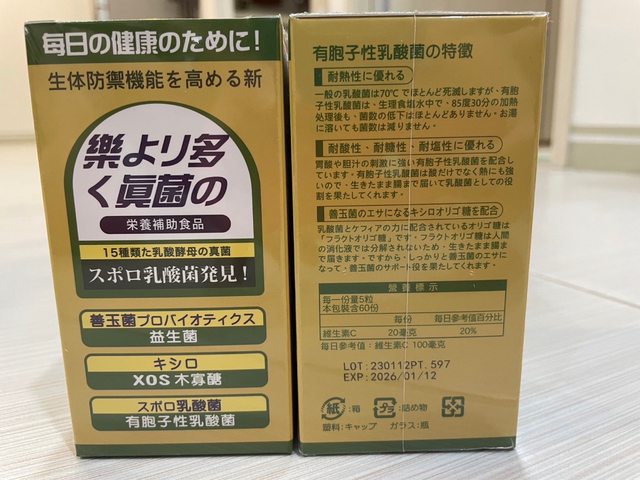 毎日の健康のために！
生体防禦機能を高める新
樂より多
く眞菌の
栄養補助食品
15種類た乳酸酵母の真菌
スポロ乳酸菌発見！
善玉菌プロバイオティクス
益生菌
キシロ
XOS 木寡醣
スポロ乳酸菌
有胞子性乳酸菌
有胞子性乳酸菌の特徴
耐熱性に優れる
一般の乳酸菌は70℃でほとんど死滅しますが、有胞
子性乳酸菌は、生理食塩水中で、85度30分の加熱
処理後も、菌数の低下はほとんどありません。お湯
に溶いても菌数は減りません。
耐酸性、耐糖性、耐塩性に優れる
胃酸や胆汁の刺激に強い有胞子性乳酸菌を配合し
ています。有胞子性乳酸菌は酸だけでなく熱にも強
いので、生きたまま腸まで届いて乳酸菌としての役
割を果たしてくれます。
善玉菌のエサになるキシロオリゴ糖を配合
乳酸菌とケフィアの力に配合されているオリゴ糖は
「フラクトオリゴ糖」です。フラクトオリゴ糖は人間
の消化液では分解されないため、生きたまま腸まで
届きます。ですから、しっかりと善玉菌のエサにな
って、善玉菌のサポート役を果たしてくれます。
營養標示
每一份量5粒
本包裝含60份
每份 每日參考值百分比
維生素C 20毫克 20%
每日參考值：維生素C 100毫克
LOT: 230112PT. 597
EXP: 2026/01/12
紙：箱 プラ：詰め物
塑料：キャップ ガラス：瓶